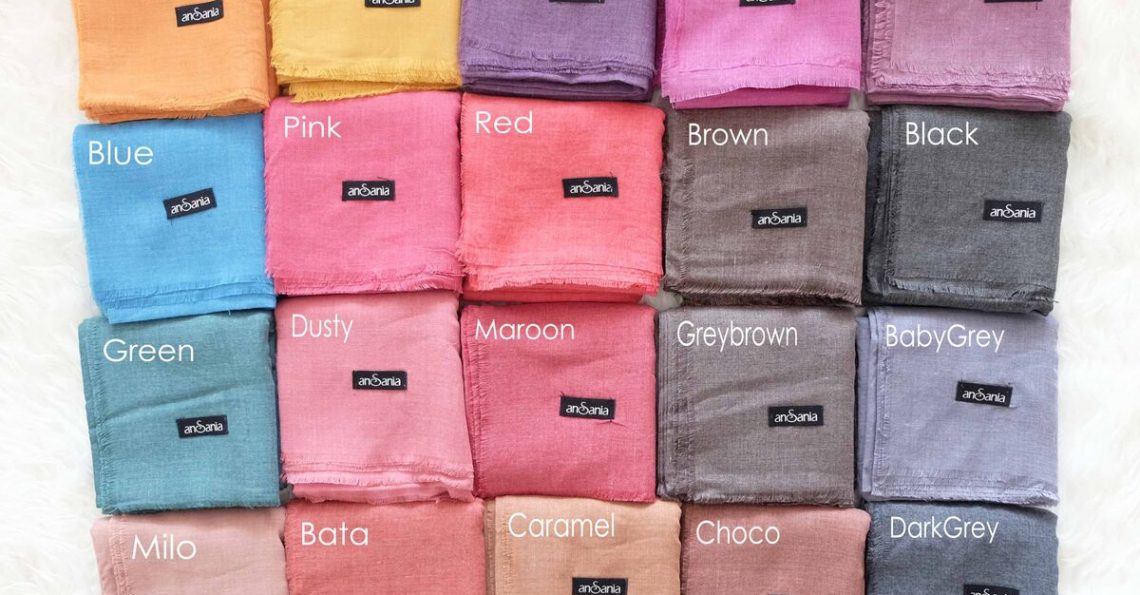 anSania
anSania
Blue
Pink
Red
Brown
Black
anSania
anSania
anSania
anSania
anSania
Green
Dusty
Maroon
Greybrown
BabyGrey
anSania
anSania
anSania
anSania
anSania
Milo
Bata
Caramel
Choco
DarkGrey
anSania
anSania